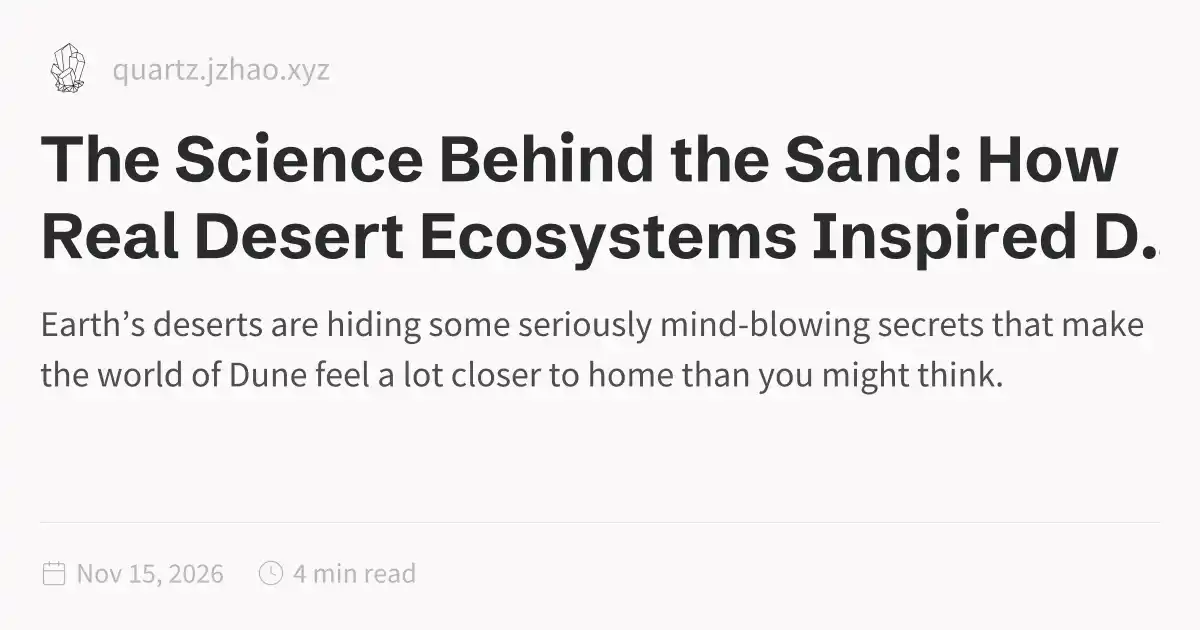 quartz.jzhao.xyz
The Science Behind the Sand: How
Real Desert Ecosystems Inspired D.
Earth’s deserts are hiding some seriously mind-blowing secrets that make
the world of Dune feel a lot closer to home than you might think.
Nov 15, 2026 4 min read